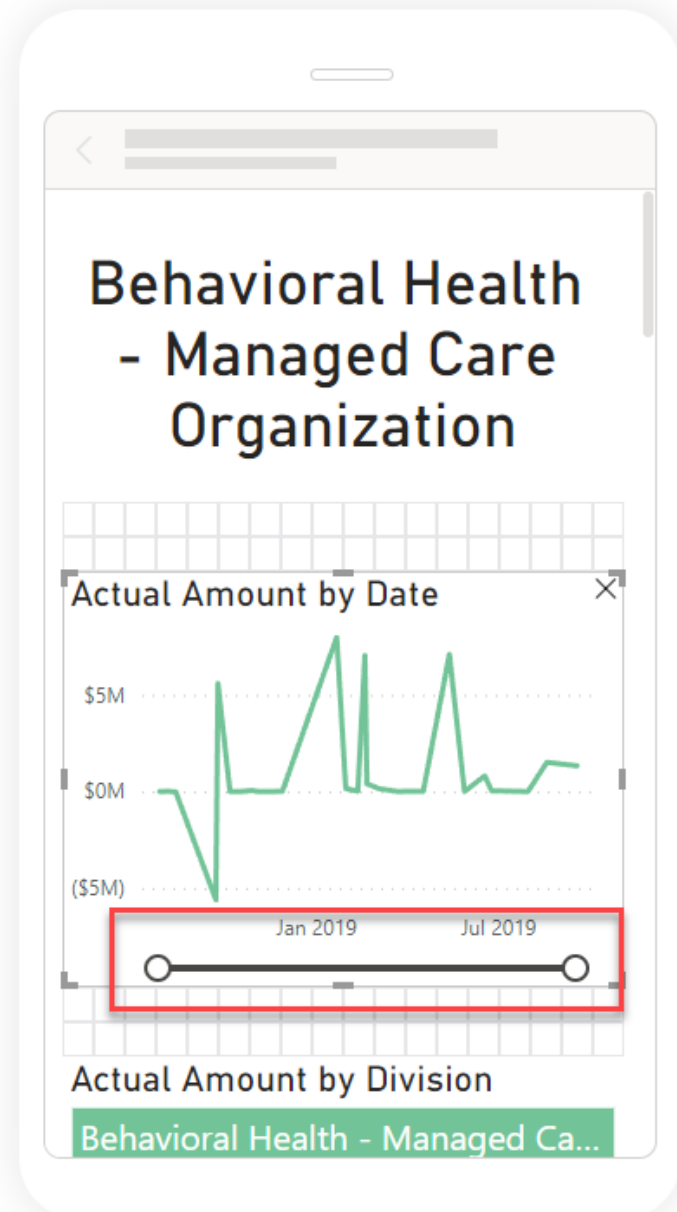 Behavioral Health
- Managed Care
Organization
Actual Amount by Date
$5M
$0M
($5M)
Jan 2019 Jul 2019
Actual Amount by Division
Behavioral Health - Managed Ca...